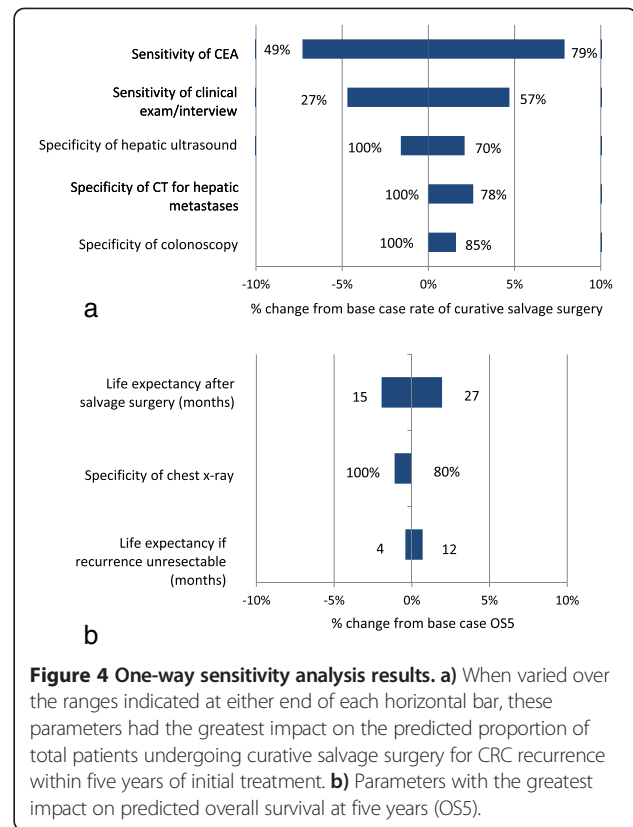 Sensitivity of CEA 49% 79%
Sensitivity of clinical
exam/interview 27% 57%
Specificity of hepatic ultrasound 100% 70%
Specificity of CT for hepatic
metastases 100% 78%
Specificity of colonoscopy 100% 85%
-10% -5% 0% 5% 10%
a % change from base case rate of curative salvage surgery
Life expectancy after
salvage surgery (months) 15 27
Specificity of chest x-ray 100% 80%
Life expectancy if
recurrence unresectable
(months) 4 12
-10% -5% 0% 5% 10%
b % change from base case OS5
Figure 4 One-way sensitivity analysis results. a) When varied over
the ranges indicated at either end of each horizontal bar, these
parameters had the greatest impact on the predicted proportion of
total patients undergoing curative salvage surgery for CRC recurrence
within five years of initial treatment. b) Parameters with the greatest
impact on predicted overall survival at five years (OS5).